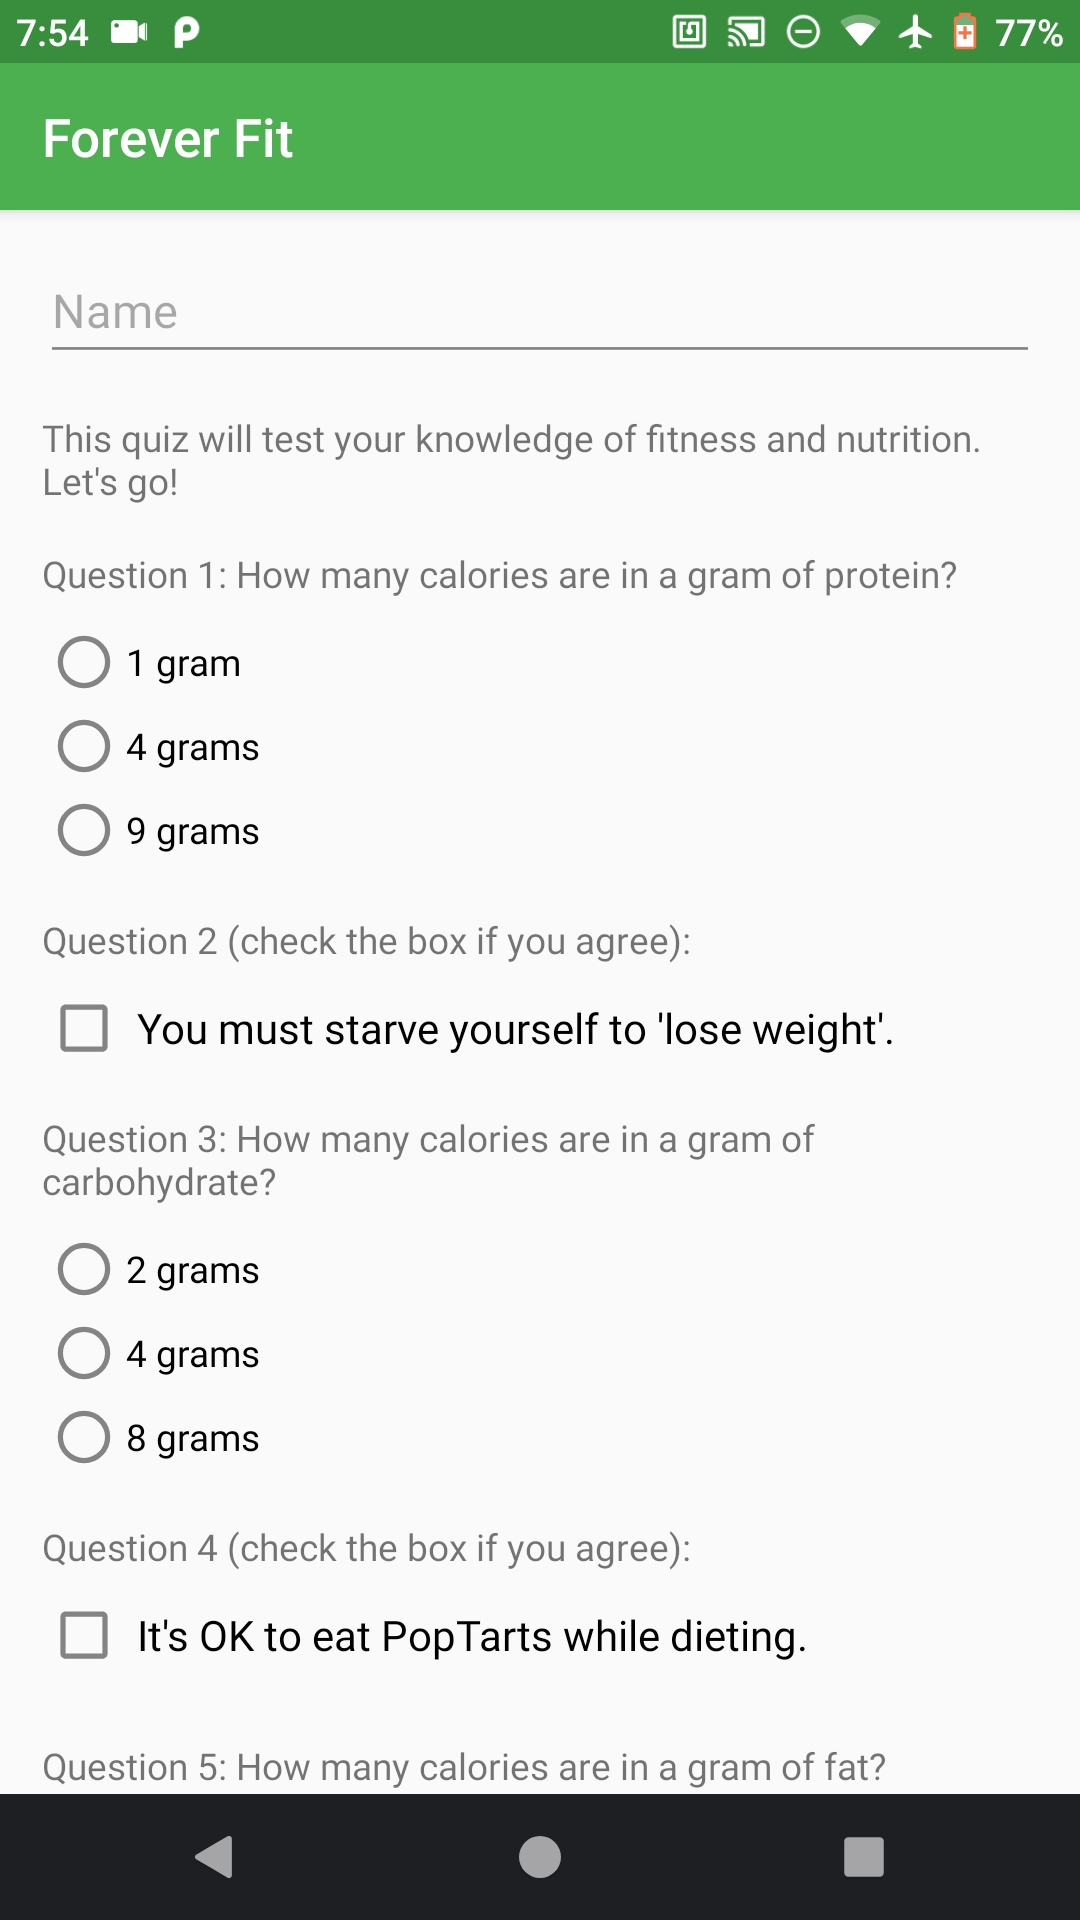 7:54 77%
Forever Fit
Name
This quiz will test your knowledge of fitness and nutrition.
Let's go!
Question 1: How many calories are in a gram of protein?
1 gram
4 grams
9 grams
Question 2 (check the box if you agree):
You must starve yourself to 'lose weight'.
Question 3: How many calories are in a gram of
carbohydrate?
2 grams
4 grams
8 grams
Question 4 (check the box if you agree):
It's OK to eat PopTarts while dieting.
Question 5: How many calories are in a gram of fat?